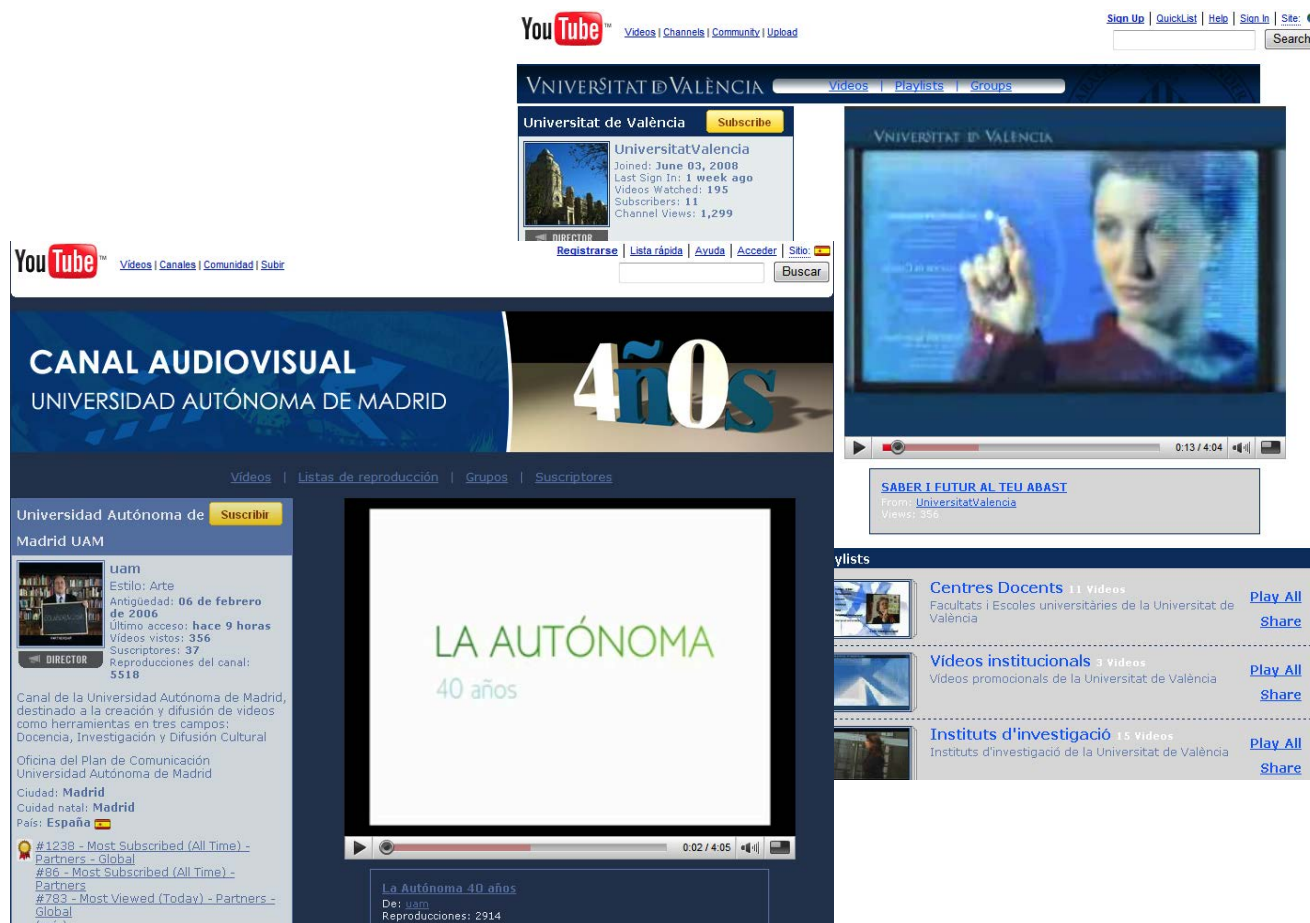 You Tube™
Videos | Channels | Community | Upload
Sign Up | QuickList | Help | Sign In | Site:
Search
VNIVERSITAT ID VALÈNCIA
Videos | Playlists | Groups
Universitat de València
Subscribe
UniversitatValencia
Joined: June 03, 2008
Last Sign In: 1 week ago
Videos Watched: 195
Subscribers: 11
Channel Views: 1,299
DIRECTOR
VNIVERSITAT ID VALÈNCIA
0:13 / 4:04
SABER I FUTUR AL TEU ABAST
From: UniversitatValencia
Views: 356
ylists
Centres Docents 11 Videos
Facultats i Escoles universitàries de la Universitat de
València
Play All
Share
Vídeos institucionals 3 Videos
Vídeos promocionals de la Universitat de València
Play All
Share
Instituts d'investigació 15 Videos
Instituts d'investigació de la Universitat de València
Play All
Share
You Tube™
Vídeos | Canales | Comunidad | Subir
Registrarse | Lista rápida | Ayuda | Acceder | Sitio:
Buscar
CANAL AUDIOVISUAL
UNIVERSIDAD AUTÓNOMA DE MADRID
4ñ0s
Vídeos | Listas de reproducción | Grupos | Suscriptores
Universidad Autónoma de
Madrid UAM
Suscribir
uam
Estilo: Arte
Antigüedad: 06 de febrero
de 2006
Último acceso: hace 9 horas
Vídeos vistos: 356
Suscriptores: 37
Reproducciones del canal:
5518
DIRECTOR
Canal de la Universidad Autónoma de Madrid,
destinado a la creación y difusión de videos
como herramientas en tres campos:
Docencia, Investigación y Difusión Cultural
Oficina del Plan de Comunicación
Universidad Autónoma de Madrid
Ciudad: Madrid
Cuidad natal: Madrid
País: España
#1238 - Most Subscribed (All Time) -
Partners - Global
#86 - Most Subscribed (All Time) -
Partners
#783 - Most Viewed (Today) - Partners -
Global
LA AUTÓNOMA
40 años
0:02 / 4:05
La Autónoma 40 años
De: uam
Reproducciones: 2914